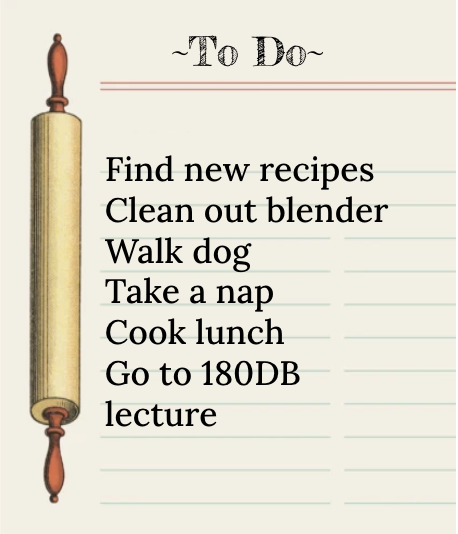 ~To Do~
Find new recipes
Clean out blender
Walk dog
Take a nap
Cook lunch
Go to 180DB
lecture